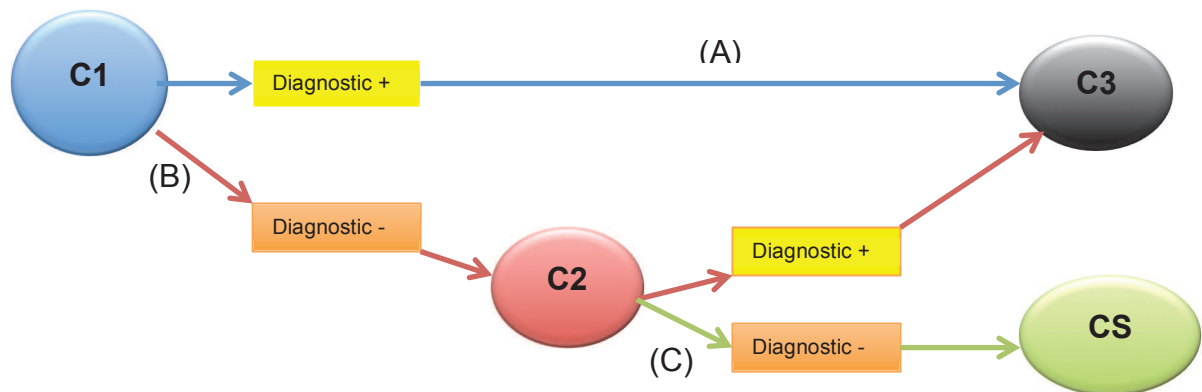 (A)
C1
Diagnostic +
C3
(B)
Diagnostic -
C2
Diagnostic +
(C)
Diagnostic -
CS